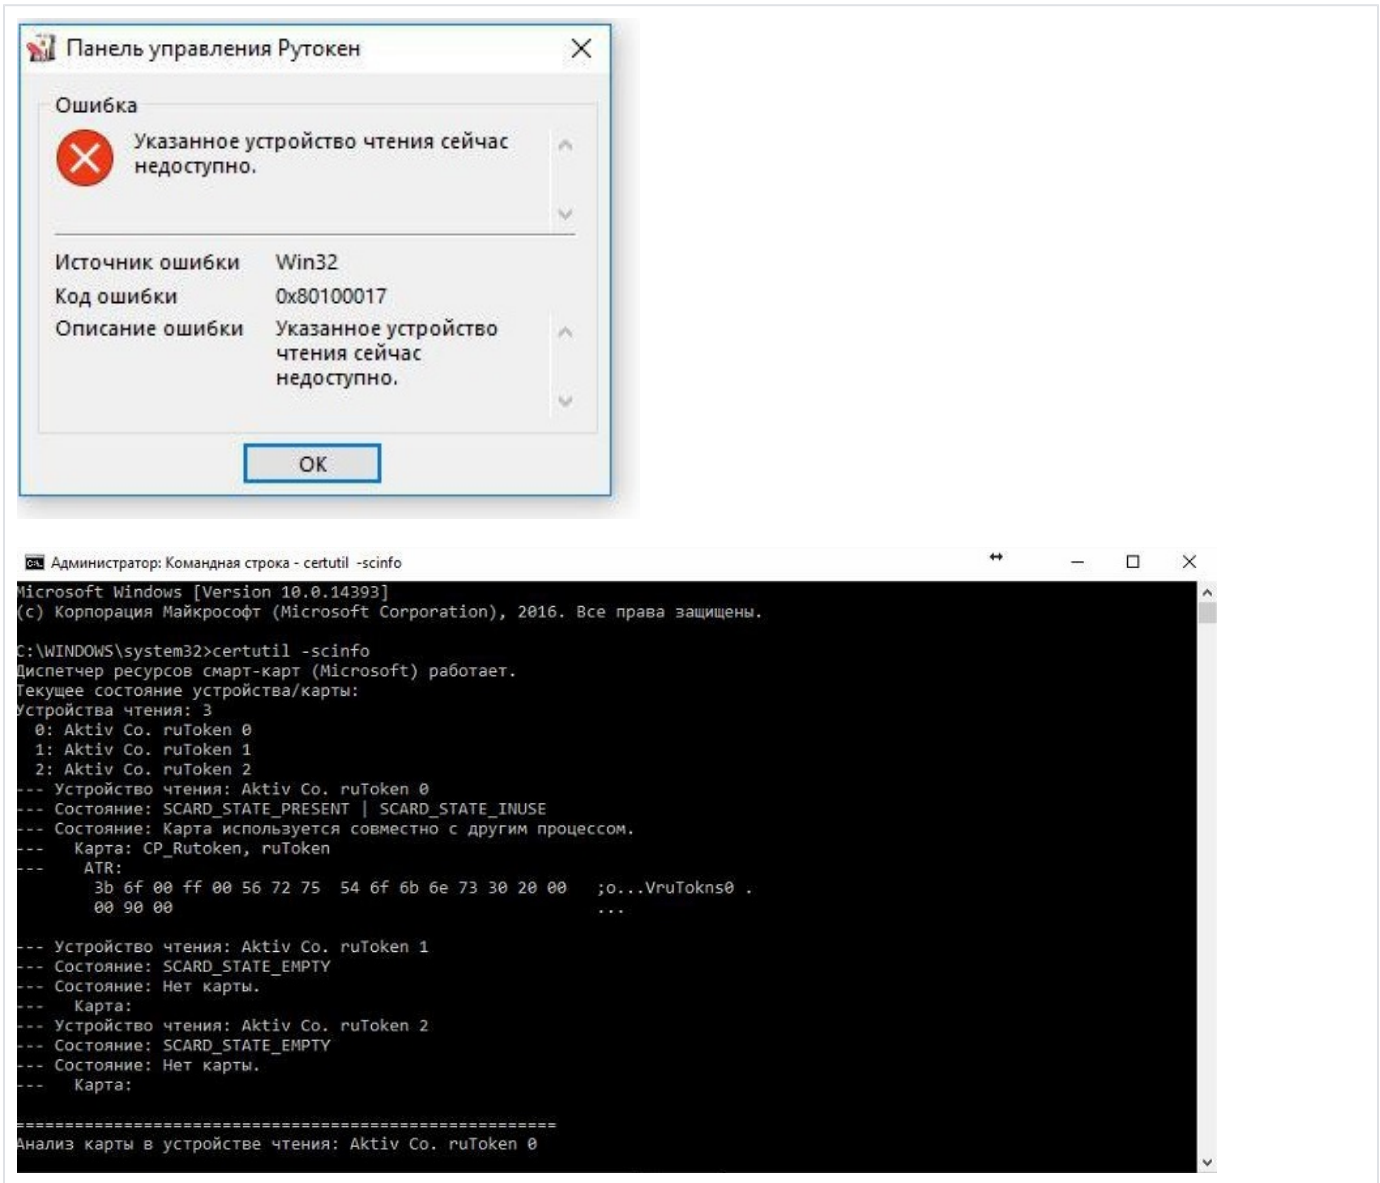 Панель управления Рутокен
Ошибка
Указанное устройство чтения сейчас
недоступно.
Источник ошибки Win32
Код ошибки 0x80100017
Описание ошибки Указанное устройство
чтения сейчас
недоступно.
OK
Администратор: Командная строка - certutil -scinfo
Microsoft Windows [Version 10.0.14393]
(c) Корпорация Майкрософт (Microsoft Corporation), 2016. Все права защищены.
C:\WINDOWS\system32>certutil -scinfo
Диспетчер ресурсов смарт-карт (Microsoft) работает.
Текущее состояние устройства/карты:
Устройства чтения: 3
0: Aktiv Co. ruToken 0
1: Aktiv Co. ruToken 1
2: Aktiv Co. ruToken 2
--- Устройство чтения: Aktiv Co. ruToken 0
--- Состояние: SCARD_STATE_PRESENT | SCARD_STATE_INUSE
--- Состояние: Карта используется совместно с другим процессом.
--- Карта: CP_Rutoken, ruToken
--- ATR:
3b 6f 00 ff 00 56 72 75 54 6f 6b 6e 73 30 20 00 ;o...VruTokns0 .
00 90 00 ...
--- Устройство чтения: Aktiv Co. ruToken 1
--- Состояние: SCARD_STATE_EMPTY
--- Состояние: Нет карты.
--- Карта:
--- Устройство чтения: Aktiv Co. ruToken 2
--- Состояние: SCARD_STATE_EMPTY
--- Состояние: Нет карты.
--- Карта:
=======================================================
Анализ карты в устройстве чтения: Aktiv Co. ruToken 0